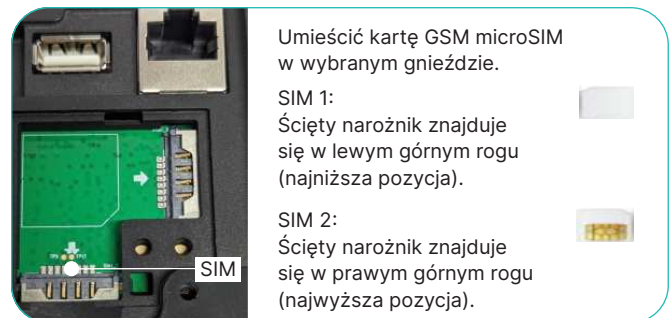 Umieścić kartę GSM microSIM
w wybranym gnieździe.
SIM 1:
Ścięty narożnik znajduje
się w lewym górnym rogu
(najniższa pozycja).
SIM 2:
Ścięty narożnik znajduje
się w prawym górnym rogu
(najwyższa pozycja).
SIM